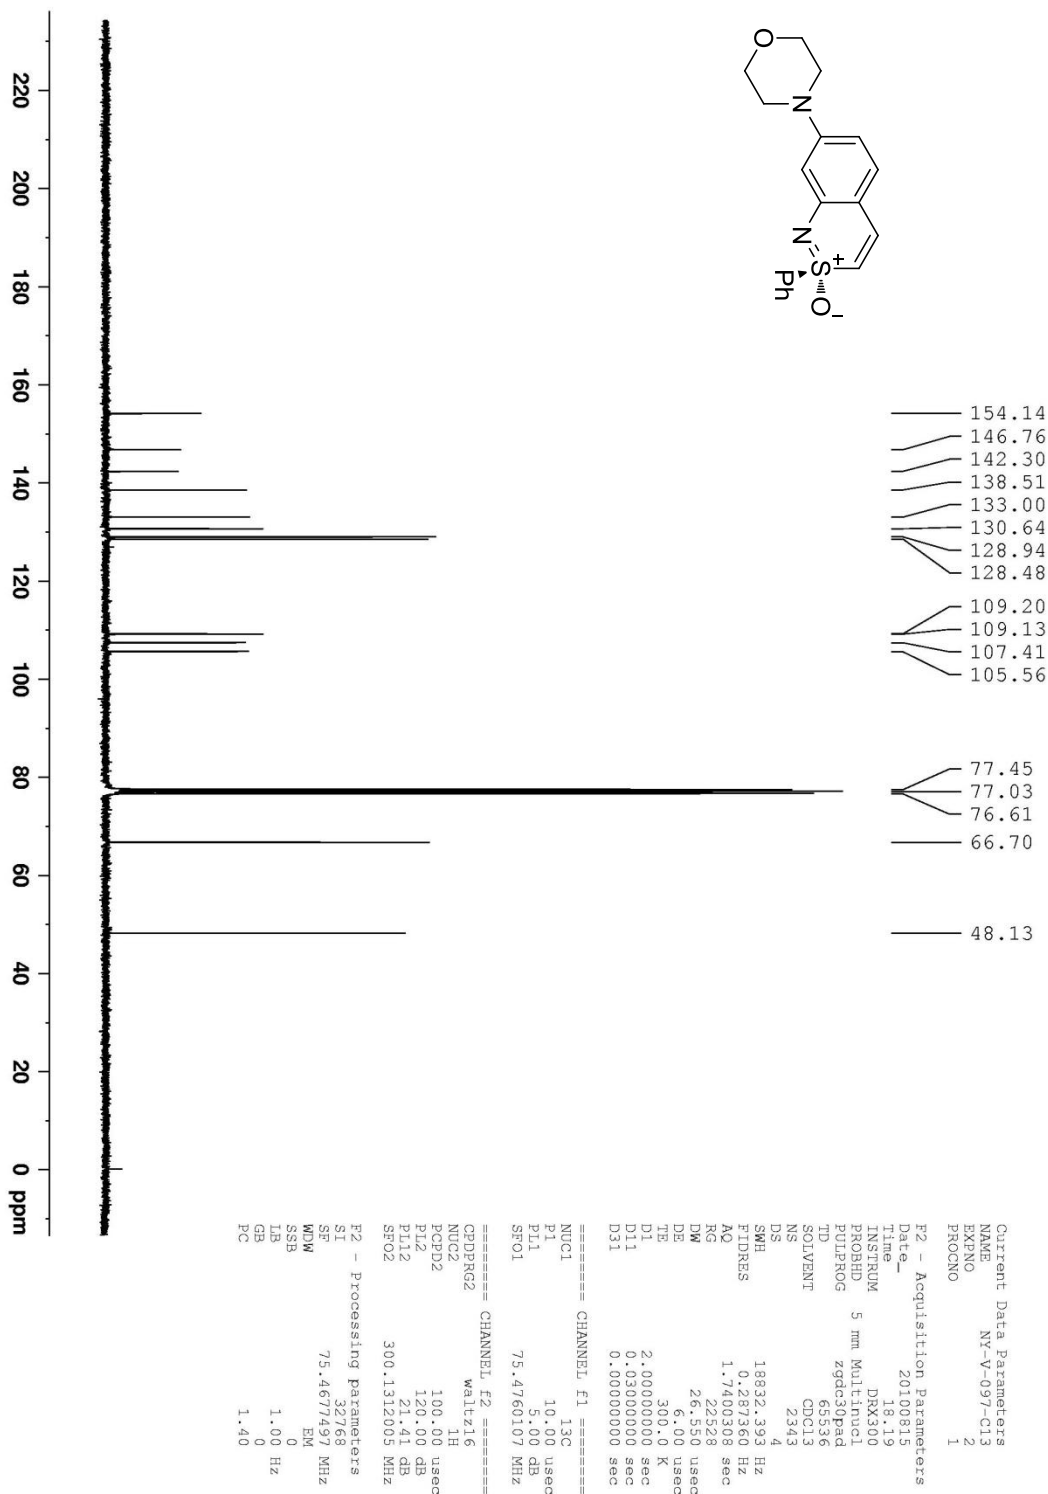 O
N
N
S
+
Ph
O
–
154.14
146.76
142.30
138.51
133.00
130.64
128.94
128.48
109.20
109.13
107.41
105.56
77.45
77.03
76.61
66.70
48.13
220
200
180
160
140
120
100
80
60
40
20
0 ppm
Current Data Parameters
NAME NY-V-097-C13
EXPNO 2
PROCNO 1
F2 - Acquisition Parameters
Date_ 20100815
Time 18.19
INSTRUM DRX300
PROBHD 5 mm Multinucl
PULPROG zgdc30pad
TD 65536
SOLVENT CDCl3
NS 2343
DS 4
SWH 18832.393 Hz
FIDRES 0.287360 Hz
AQ 1.7400308 sec
RG 22528
DW 26.550 usec
DE 6.00 usec
TE 300.0 K
D1 2.00000000 sec
D11 0.03000000 sec
D31 0.00000000 sec
======== CHANNEL f1 ========
NUC1 13C
P1 10.00 usec
PL1 5.00 dB
SFO1 75.4760107 MHz
======== CHANNEL f2 ========
CPDPRG2 waltz16
NUC2 1H
PCPD2 100.00 usec
PL2 120.00 dB
PL12 21.41 dB
SFO2 300.1312005 MHz
F2 - Processing parameters
SI 32768
SF 75.4677497 MHz
WDW EM
SSB 0
LB 1.00 Hz
GB 0
PC 1.40